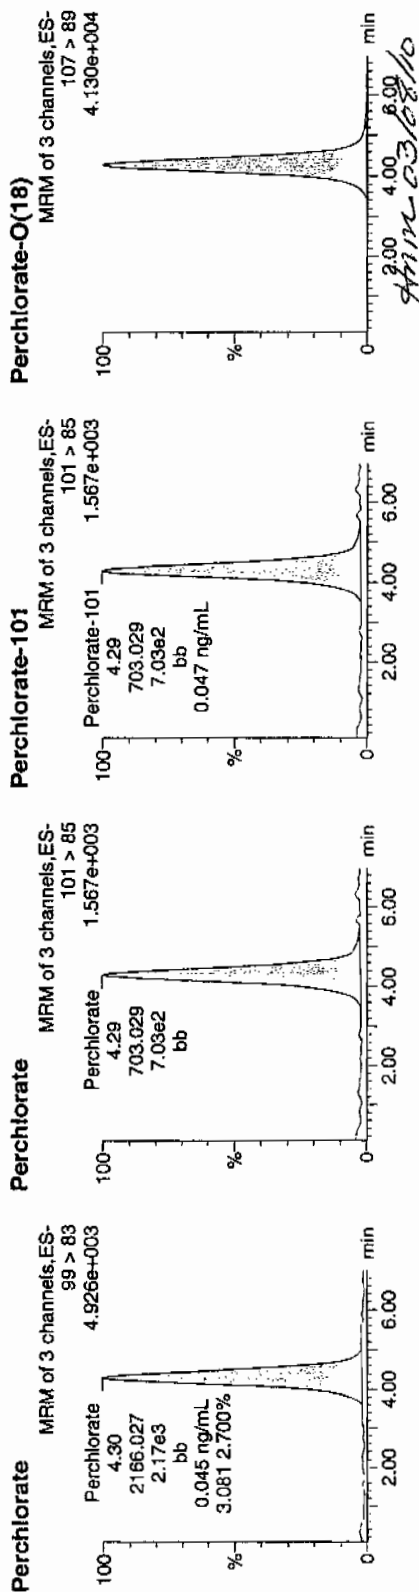 Perchlorate
MRM of 3 channels,ES-
99 > 83
4.926e+003
100
Perchlorate
4.30
2166.027
2.17e3
bb
0.045 ng/mL
3.081 2.700%
%
0
2.00
4.00
6.00
min
Perchlorate
MRM of 3 channels,ES-
101 > 85
1.567e+003
100
Perchlorate
4.29
703.029
7.03e2
bb
%
0
2.00
4.00
6.00
min
Perchlorate-101
MRM of 3 channels,ES-
101 > 85
1.567e+003
100
Perchlorate-101
4.29
703.029
7.03e2
bb
0.047 ng/mL
%
0
2.00
4.00
6.00
min
Perchlorate-O(18)
MRM of 3 channels,ES-
107 > 89
4.130e+004
100
%
0
2.00
4.00
6.00
min
03/08/10